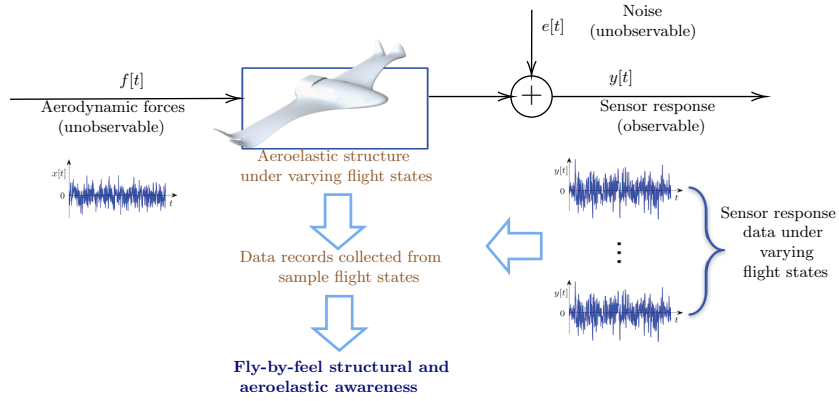 Noise
(unobservable)
e[t]
f[t]
y[t]
Aerodynamic forces
(unobservable)
Sensor response
(observable)
Aeroelastic structure
under varying flight states
x[t]
0
t
y[t]
0
t
Sensor response
data under
varying
flight states
Data records collected from
sample flight states
y[t]
0
t
Fly-by-feel structural and
aeroelastic awareness